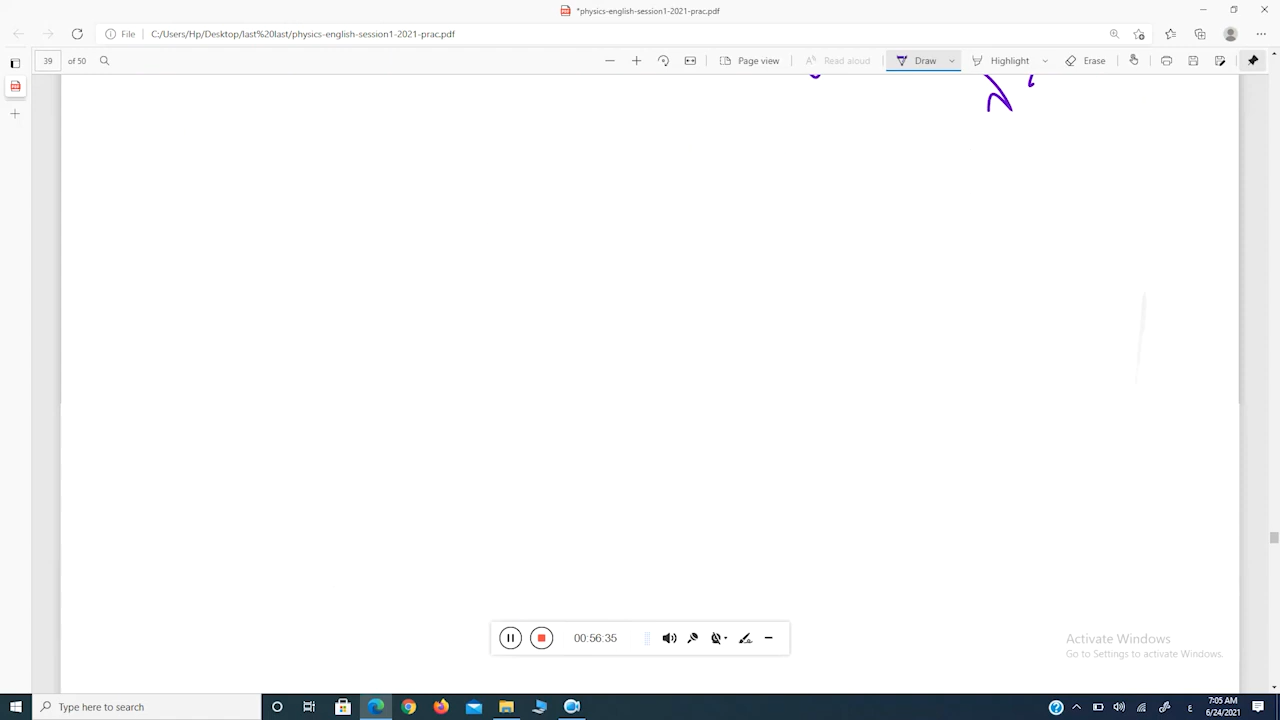 *physics-english-session1-2021-prac.pdf
File C:/Users/Hp/Desktop/last%20last/physics-english-session1-2021-prac.pdf
39 of 50 Page view Read aloud Draw Highlight Erase
00:56:35
Activate Windows
Go to Settings to activate Windows.
Type here to search
7:05 AM
6/24/2021